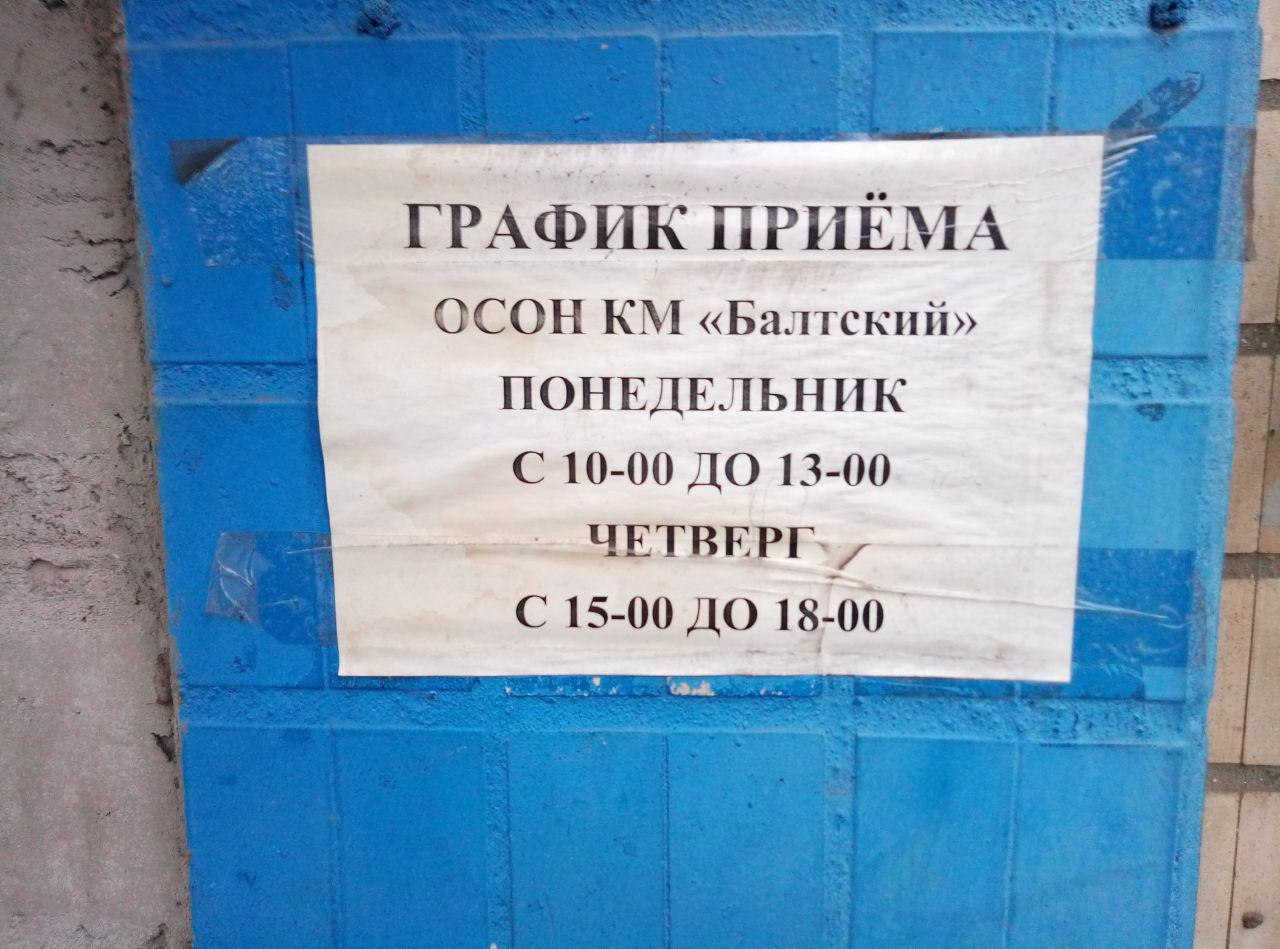 ГРАФИК ПРИЁМА
ОСОН КМ «Балтский»
ПОНЕДЕЛЬНИК
С 10-00 ДО 13-00
ЧЕТВЕРГ
С 15-00 ДО 18-00